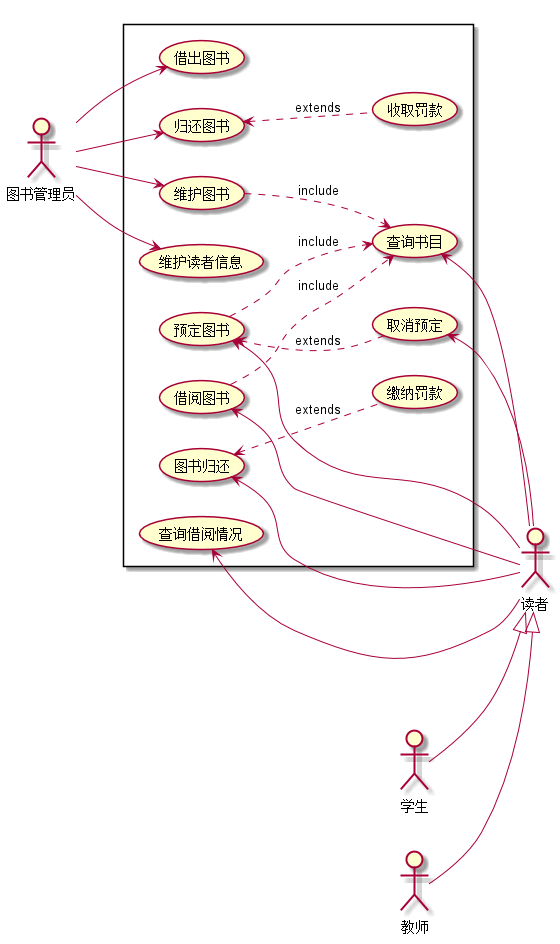 借出图书
extends
收取罚款
归还图书
图书管理员
维护图书
include
查询书目
include
维护读者信息
include
预定图书
extends
取消预定
借阅图书
extends
缴纳罚款
图书归还
查询借阅情况
读者
学生
教师